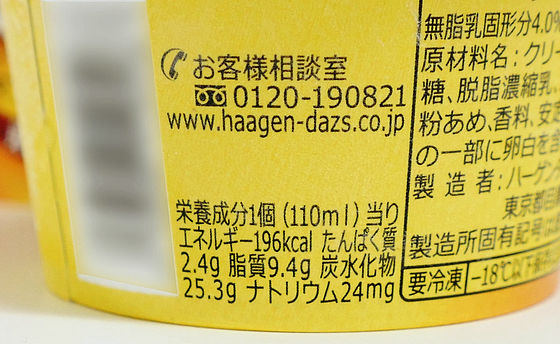 お客様相談室
0120-190821
www.haagen-dazs.co.jp
栄養成分1個(110ml)当り
エネルギー196kcal たんぱく質
2.4g 脂質9.4g 炭水化物
25.3g ナトリウム24mg
無脂乳固形分4.0%
原材料名:クリー
糖、脱脂濃縮乳、
粉あめ、香料、安定
の一部に卵白を含
製造者:ハーゲン
東京都目
製造所固有記号は
要冷凍 -18℃以下